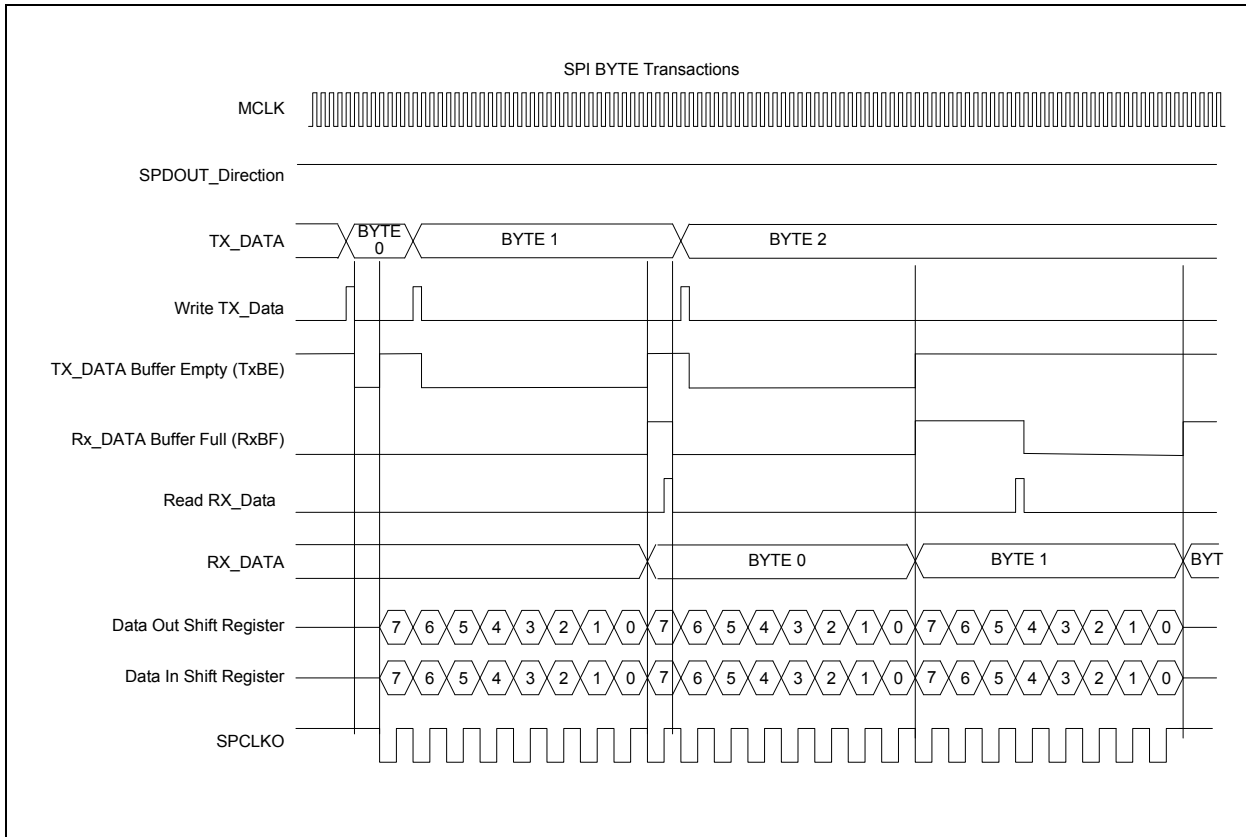 SPI BYTE Transactions
MCLK
SPDOUT_Direction
TX_DATA
BYTE
0
BYTE 1
BYTE 2
Write TX_Data
TX_DATA Buffer Empty (TxBE)
Rx_DATA Buffer Full (RxBF)
Read RX_Data
RX_DATA
BYTE 0
BYTE 1
BYT
Data Out Shift Register
7 6 5 4 3 2 1 0 7 6 5 4 3 2 1 0 7 6 5 4 3 2 1 0
Data In Shift Register
7 6 5 4 3 2 1 0 7 6 5 4 3 2 1 0 7 6 5 4 3 2 1 0
SPCLKO